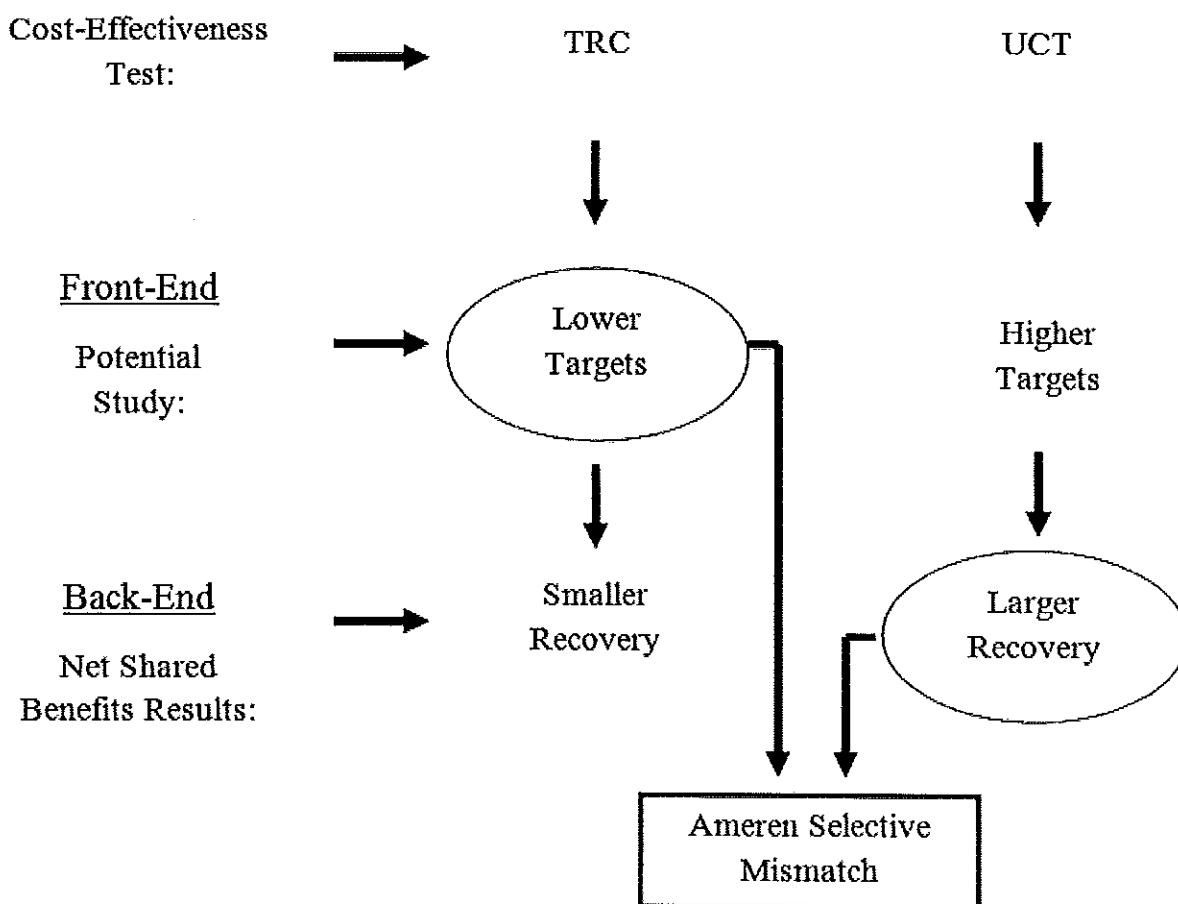 Cost-Effectiveness
Test:
TRC
UCT
Front-End
Potential
Study:
Lower
Targets
Higher
Targets
Back-End
Net Shared
Benefits Results:
Smaller
Recovery
Larger
Recovery
Ameren Selective
Mismatch